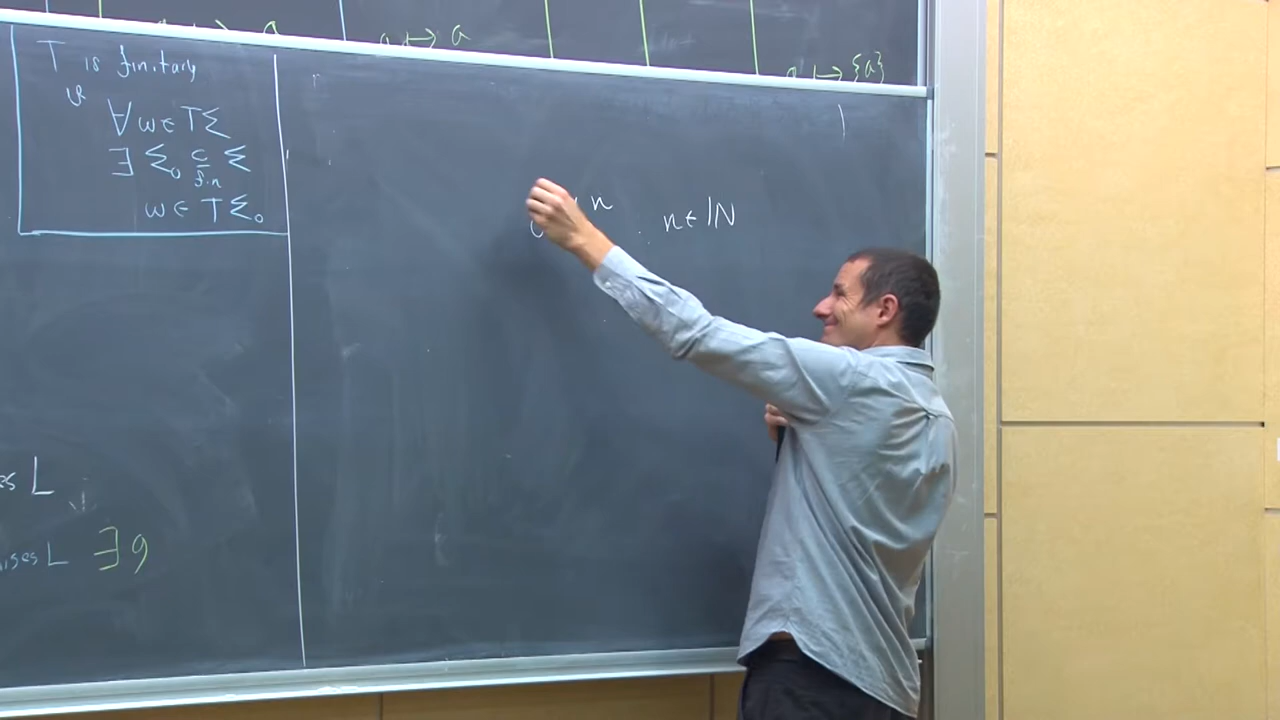 a ↦ a
a ↦ a
a ↦ {a}
T is finitary
∀ w ∈ TΣ
∃ Σ₀ ⊆ Σ
fin
w ∈ TΣ₀
n n ∈ ℕ
L
L ∃ g